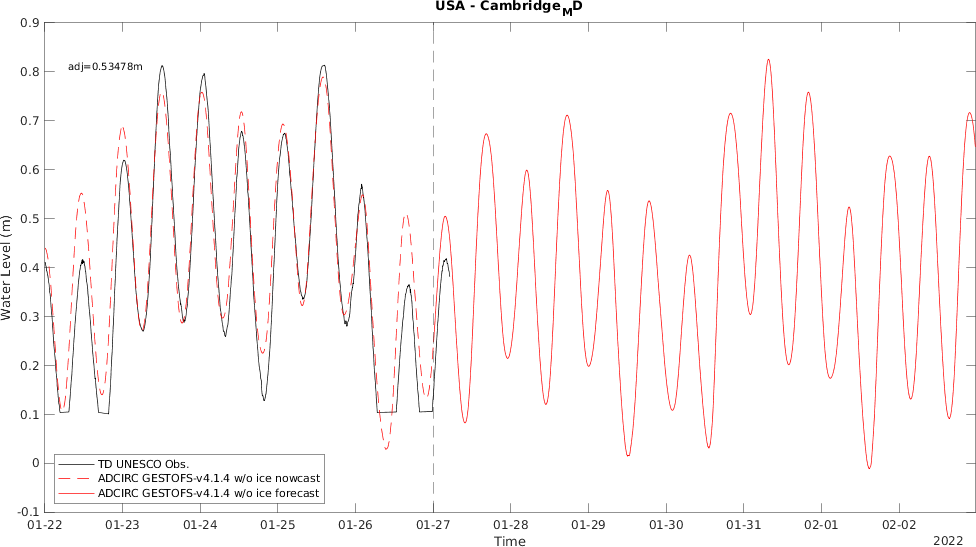 USA - Cambridge_MD
0.9
0.8
0.7
0.6
0.5
0.4
0.3
0.2
0.1
0
-0.1
Water Level (m)
adj=0.53478m
TD UNESCO Obs.
ADCIRC GESTOFS-v4.1.4 w/o ice nowcast
ADCIRC GESTOFS-v4.1.4 w/o ice forecast
01-22 01-23 01-24 01-25 01-26 01-27 01-28 01-29 01-30 01-31 02-01 02-02
Time
2022